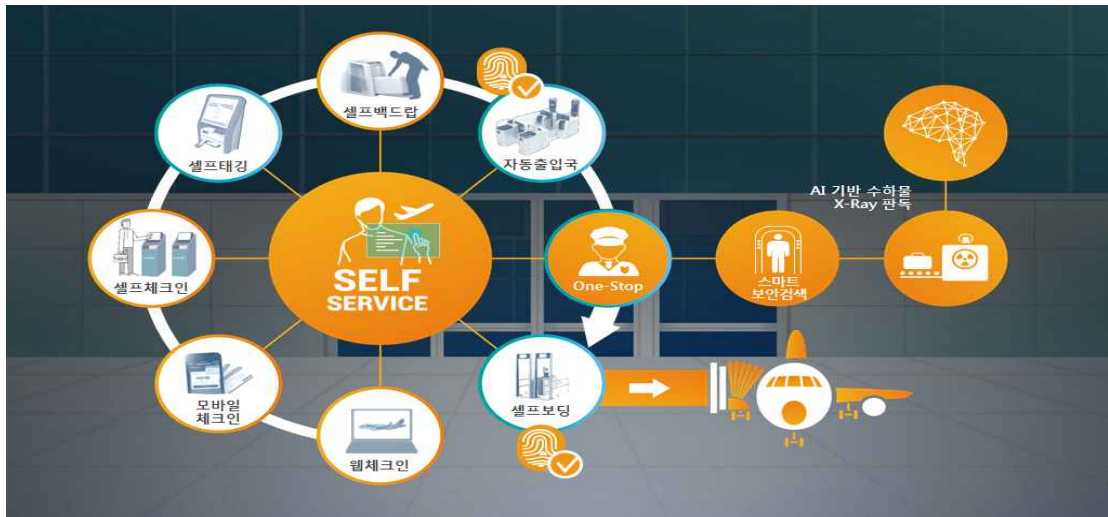 셀프백드랍
셀프태깅
자동출입국
AI 기반 수하물
X-Ray 판독
셀프체크인
SELF
SERVICE
One-Stop
스마트
보안검색
모바일
체크인
웹체크인
셀프보딩